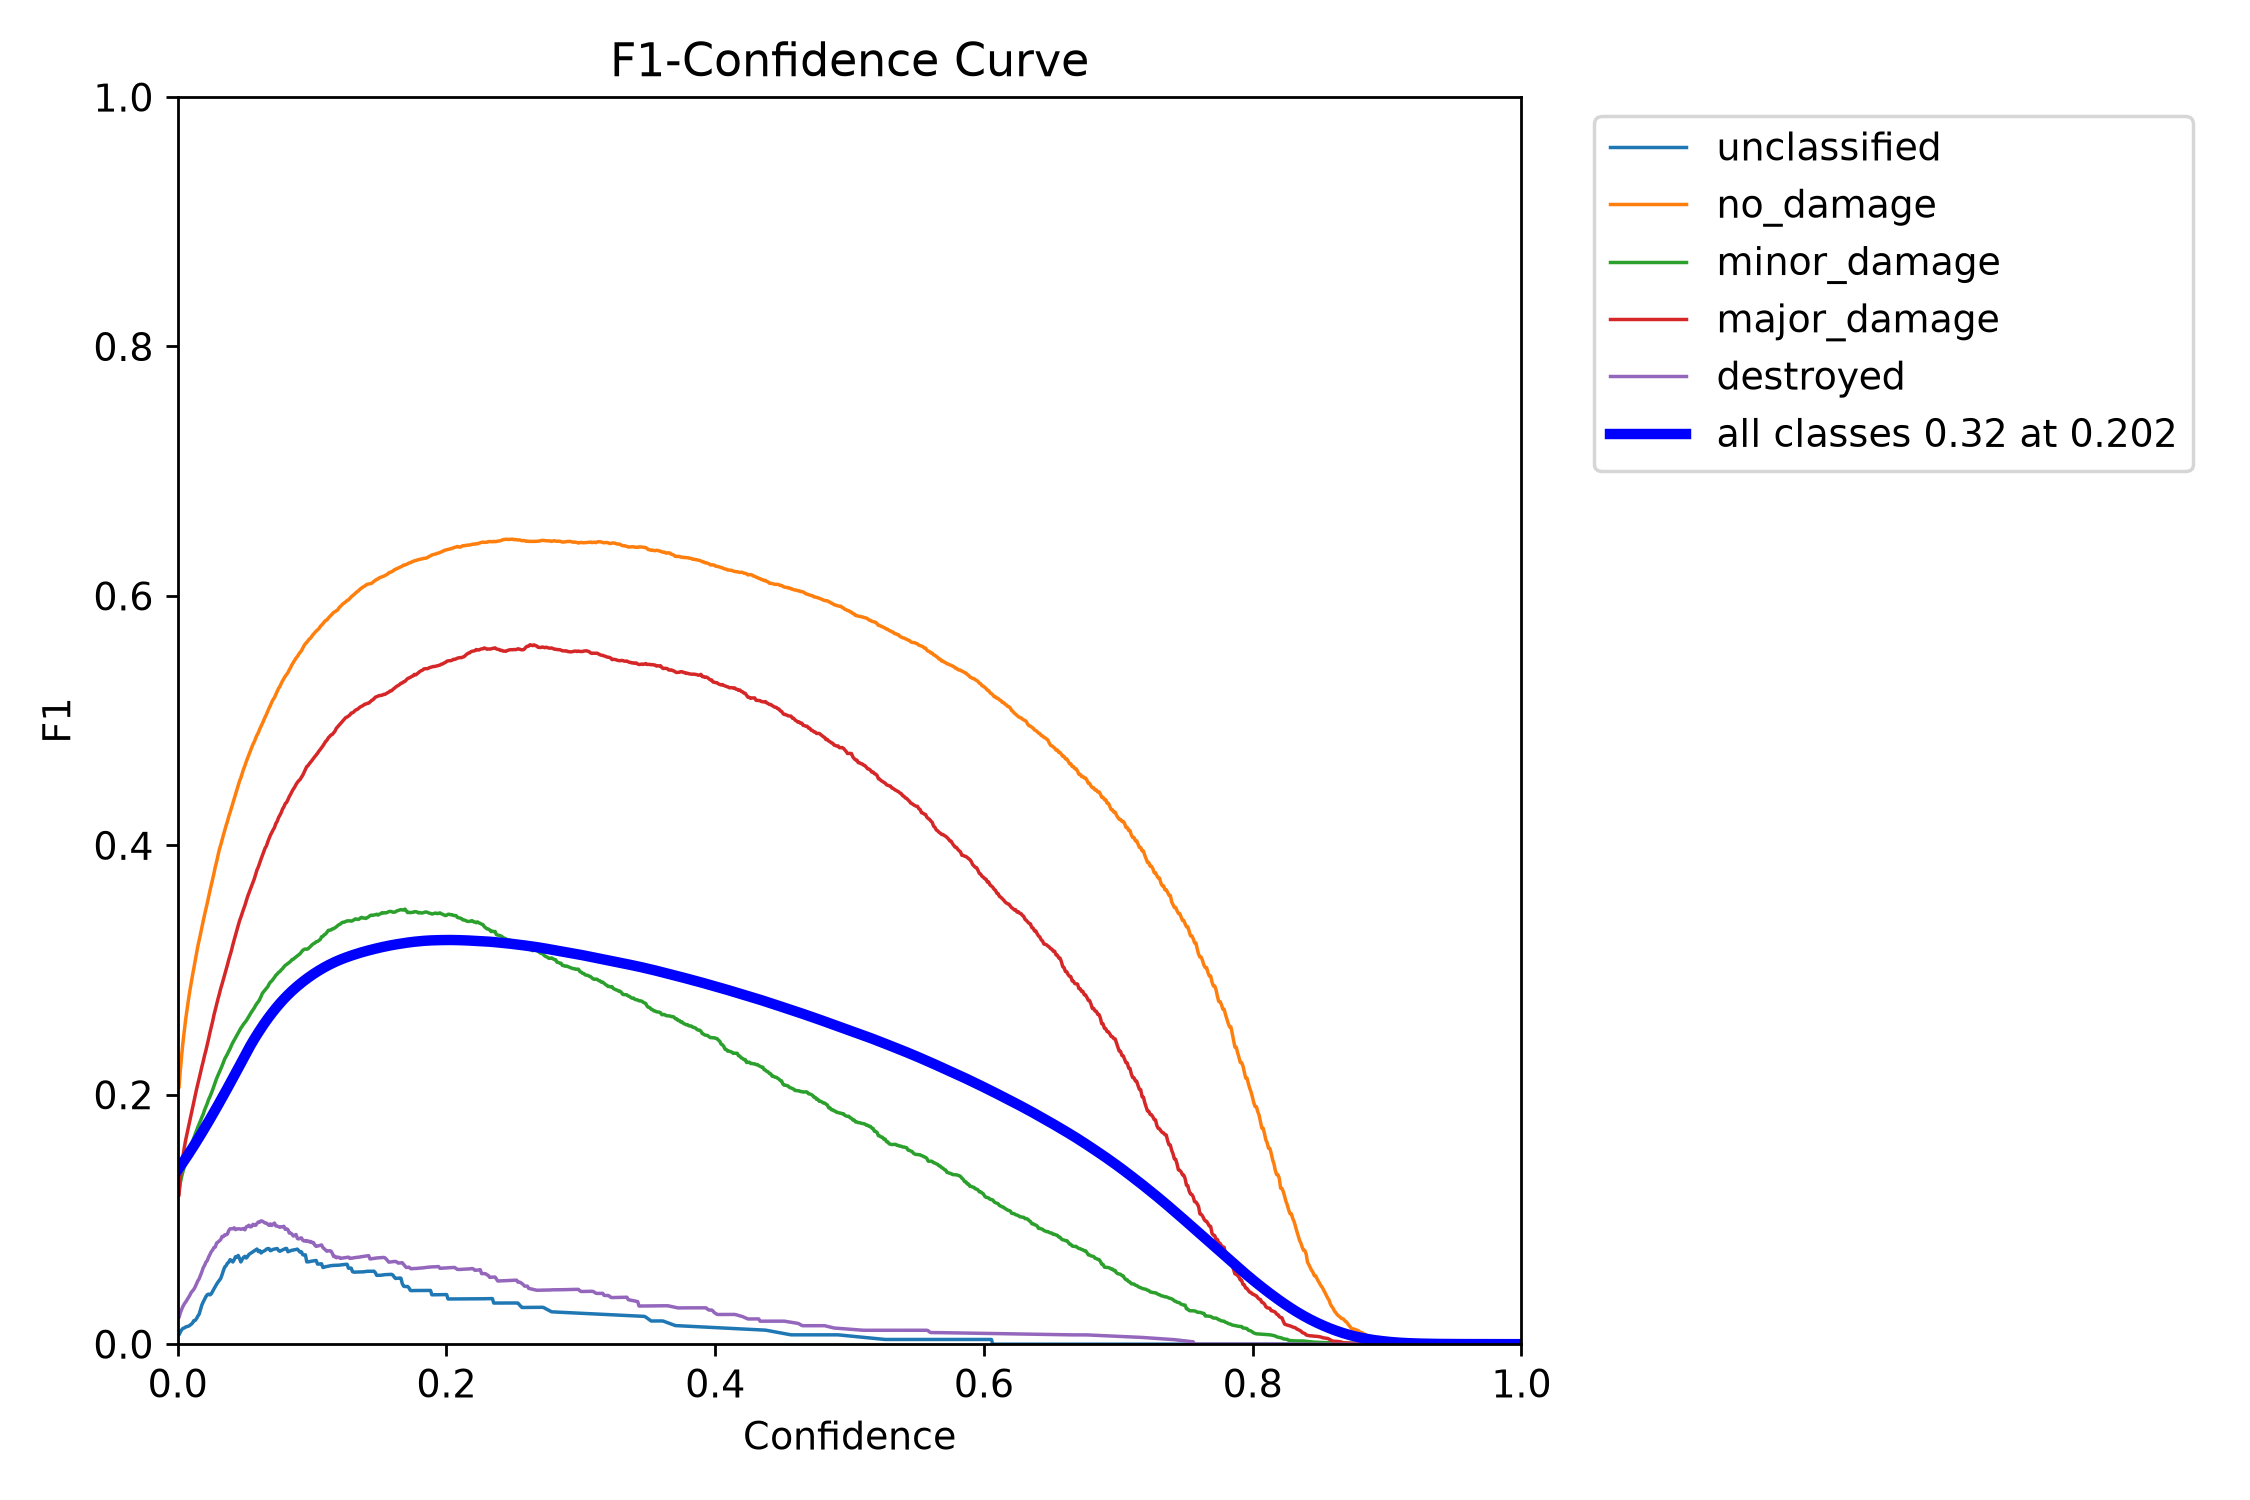 F1-Confidence Curve
1.0
0.8
0.6
0.4
0.2
0.0
F1
0.0 0.2 0.4 0.6 0.8 1.0
Confidence
unclassified
no_damage
minor_damage
major_damage
destroyed
all classes 0.32 at 0.202